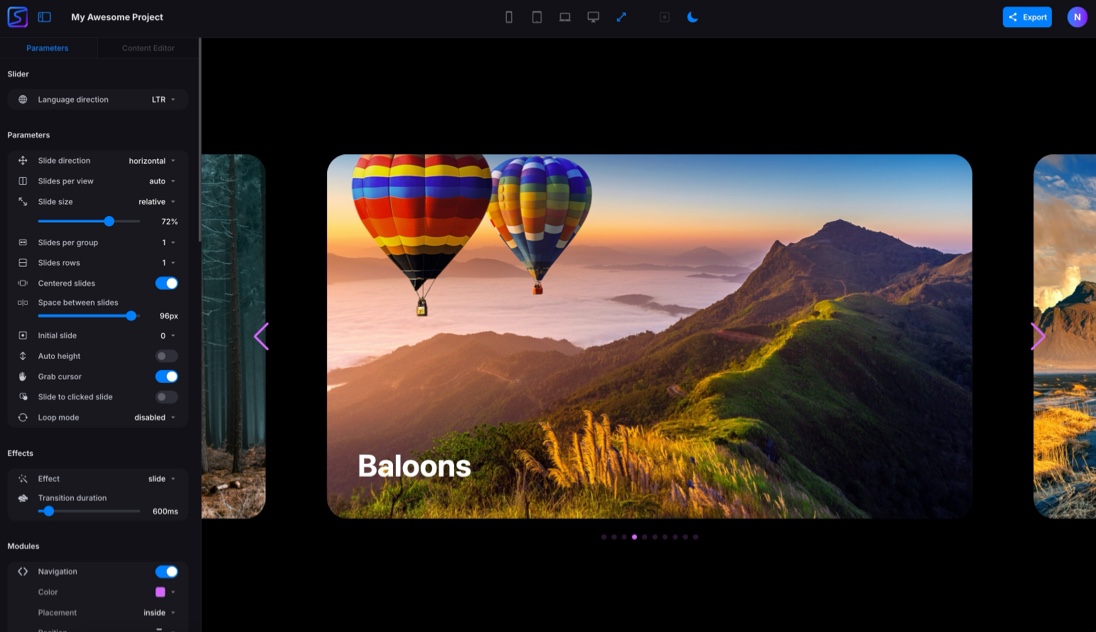 My Awesome Project
Export
N
Parameters
Content Editor
Slider
Language direction LTR
Parameters
Slide direction horizontal
Slides per view auto
Slide size relative
72%
Slides per group 1
Slides rows 1
Centered slides
Space between slides
96px
Initial slide 0
Auto height
Grab cursor
Slide to clicked slide
Loop mode disabled
Effects
Effect slide
Transition duration
600ms
Modules
Navigation
Color
Placement inside
Baloons